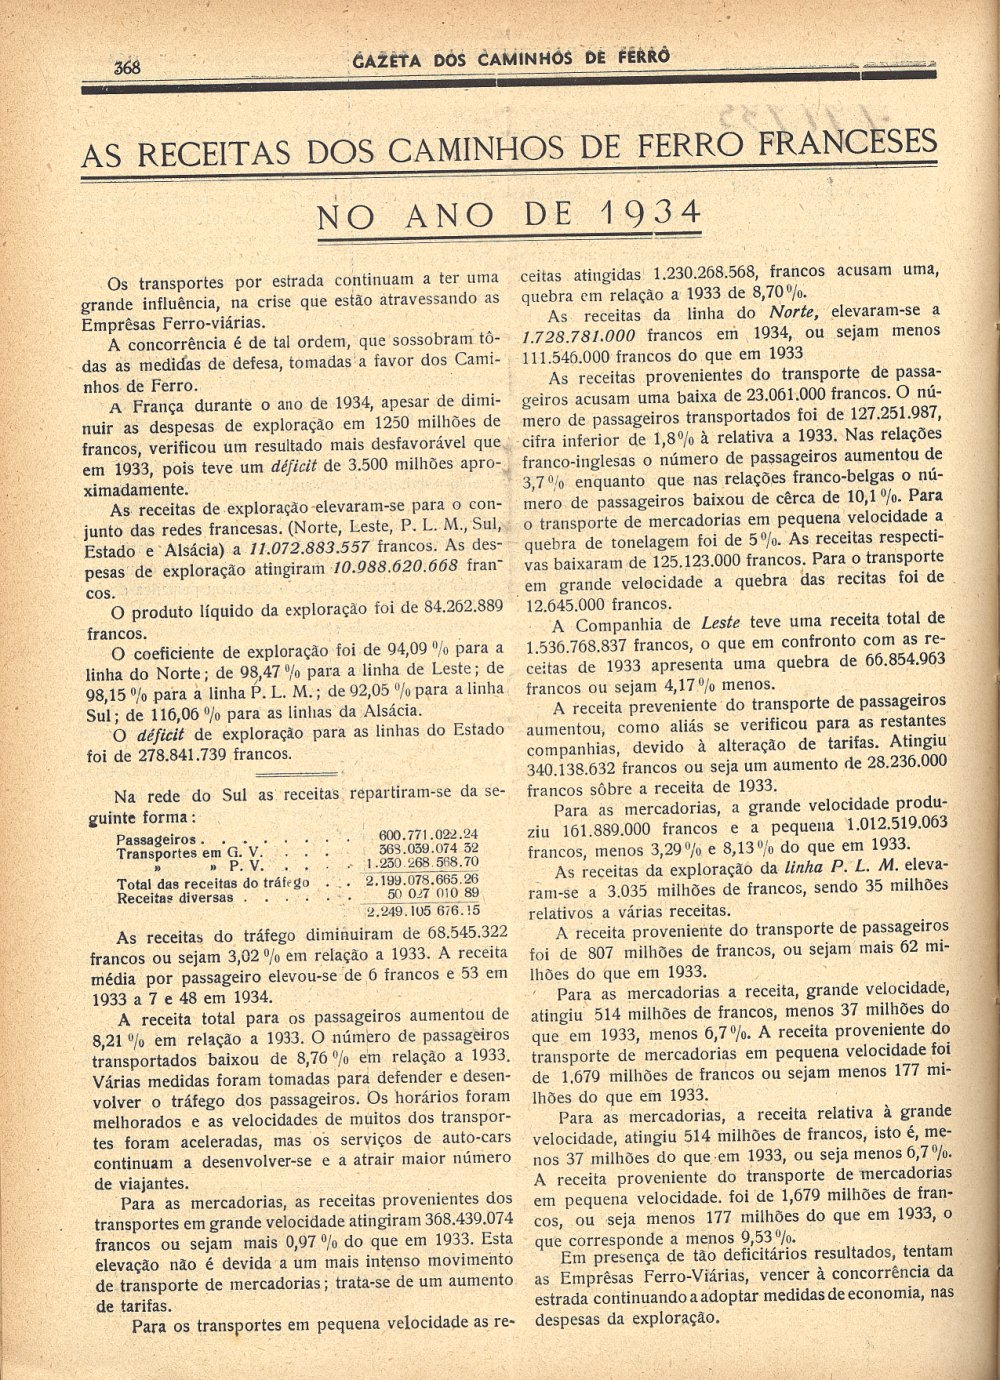 368
GAZETA DOS CAMINHOS DE FERRO
AS RECEITAS DOS CAMINHOS DE FERRO FRANCESES
NO ANO DE 1934
Os transportes por estrada continuam a ter uma
grande influência, na crise que estão atravessando as
Emprêsas Ferro-viárias.
A concorrência é de tal ordem, que sossobram tô-
das as medidas de defesa, tomadas a favor dos Cami-
nhos de Ferro.
A França durante o ano de 1934, apesar de dimi-
nuir as despesas de exploração em 1250 milhões de
francos, verificou um resultado mais desfavorável que
em 1933, pois teve um déficit de 3.500 milhões apro-
ximadamente.
As receitas de exploração elevaram-se para o con-
junto das redes francesas. (Norte, Leste, P. L. M., Sul,
Estado e Alsácia) a 11.072.883.557 francos. As des-
pesas de exploração atingiram 10.988.620.668 fran-
cos.
O produto líquido da exploração foi de 84.262.889
francos.
O coeficiente de exploração foi de 94,09 % para a
linha do Norte; de 98,47 % para a linha de Leste; de
98,15 % para a linha P. L. M.; de 92,05 % para a linha
Sul; de 116,06 % para as linhas da Alsácia.
O déficit de exploração para as linhas do Estado
foi de 278.841.739 francos.
Na rede do Sul as receitas repartiram-se da se-
guinte forma:
Passageiros . . . . . . . . 600.771.022.24
Transportes em G. V. . . . . 368.039.074 32
» » P. V. . . . . 1.230.268.568.70
Total das receitas do tráfego . . . 2.199.078.665.26
Receitas diversas . . . . . . 50 027 010 89
2.249.105 676.15
As receitas do tráfego diminuiram de 68.545.322
francos ou sejam 3,02 % em relação a 1933. A receita
média por passageiro elevou-se de 6 francos e 53 em
1933 a 7 e 48 em 1934.
A receita total para os passageiros aumentou de
8,21 % em relação a 1933. O número de passageiros
transportados baixou de 8,76 % em relação a 1933.
Várias medidas foram tomadas para defender e desen-
volver o tráfego dos passageiros. Os horários foram
melhorados e as velocidades de muitos dos transpor-
tes foram aceleradas, mas os serviços de auto-cars
continuam a desenvolver-se e a atrair maior número
de viajantes.
Para as mercadorias, as receitas provenientes dos
transportes em grande velocidade atingiram 368.439.074
francos ou sejam mais 0,97 % do que em 1933. Esta
elevação não é devida a um mais intenso movimento
de transporte de mercadorias; trata-se de um aumento
de tarifas.
Para os transportes em pequena velocidade as re-
ceitas atingidas 1.230.268.568, francos acusam uma,
quebra em relação a 1933 de 8,70%.
As receitas da linha do Norte, elevaram-se a
1.728.781.000 francos em 1934, ou sejam menos
111.546.000 francos do que em 1933
As receitas provenientes do transporte de passa-
geiros acusam uma baixa de 23.061.000 francos. O nú-
mero de passageiros transportados foi de 127.251.987,
cifra inferior de 1,8% à relativa a 1933. Nas relações
franco-inglesas o número de passageiros aumentou de
3,7% enquanto que nas relações franco-belgas o nú-
mero de passageiros baixou de cêrca de 10,1%. Para
o transporte de mercadorias em pequena velocidade a
quebra de tonelagem foi de 5%. As receitas respecti-
vas baixaram de 125.123.000 francos. Para o transporte
em grande velocidade a quebra das recitas foi de
12.645.000 francos.
A Companhia de Leste teve uma receita total de
1.536.768.837 francos, o que em confronto com as re-
ceitas de 1933 apresenta uma quebra de 66.854.963
francos ou sejam 4,17% menos.
A receita preveniente do transporte de passageiros
aumentou, como aliás se verificou para as restantes
companhias, devido à alteração de tarifas. Atingiu
340.138.632 francos ou seja um aumento de 28.236.000
francos sôbre a receita de 1933.
Para as mercadorias, a grande velocidade produ-
ziu 161.889.000 francos e a pequena 1.012.519.063
francos, menos 3,29% e 8,13% do que em 1933.
As receitas da exploração da linha P. L. M. eleva-
ram-se a 3.035 milhões de francos, sendo 35 milhões
relativos a várias receitas.
A receita proveniente do transporte de passageiros
foi de 807 milhões de francos, ou sejam mais 62 mi-
lhões do que em 1933.
Para as mercadorias a receita, grande velocidade,
atingiu 514 milhões de francos, menos 37 milhões do
que em 1933, menos 6,7%. A receita proveniente do
transporte de mercadorias em pequena velocidade foi
de 1.679 milhões de francos ou sejam menos 177 mi-
lhões do que em 1933.
Para as mercadorias, a receita relativa à grande
velocidade, atingiu 514 milhões de francos, isto é, me-
nos 37 milhões do que em 1933, ou seja menos 6,7%.
A receita proveniente do transporte de mercadorias
em pequena velocidade. foi de 1,679 milhões de fran-
cos, ou seja menos 177 milhões do que em 1933, o
que corresponde a menos 9,53%.
Em presença de tão deficitários resultados, tentam
as Emprêsas Ferro-Viárias, vencer à concorrência da
estrada continuando a adoptar medidas de economia, nas
despesas da exploração.